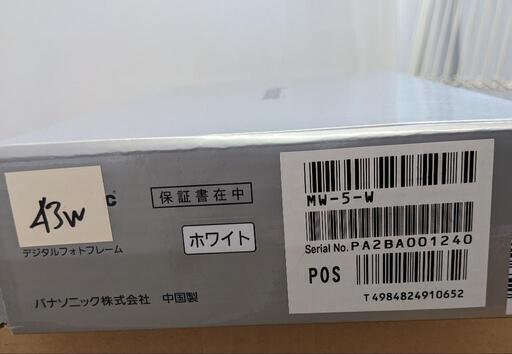 43W
c
保証書在中
デジタルフォトフレーム
ホワイト
パナソニック株式会社 中国製
MW-5-W
Serial No. PA2BA001240
POS
T4984824910652